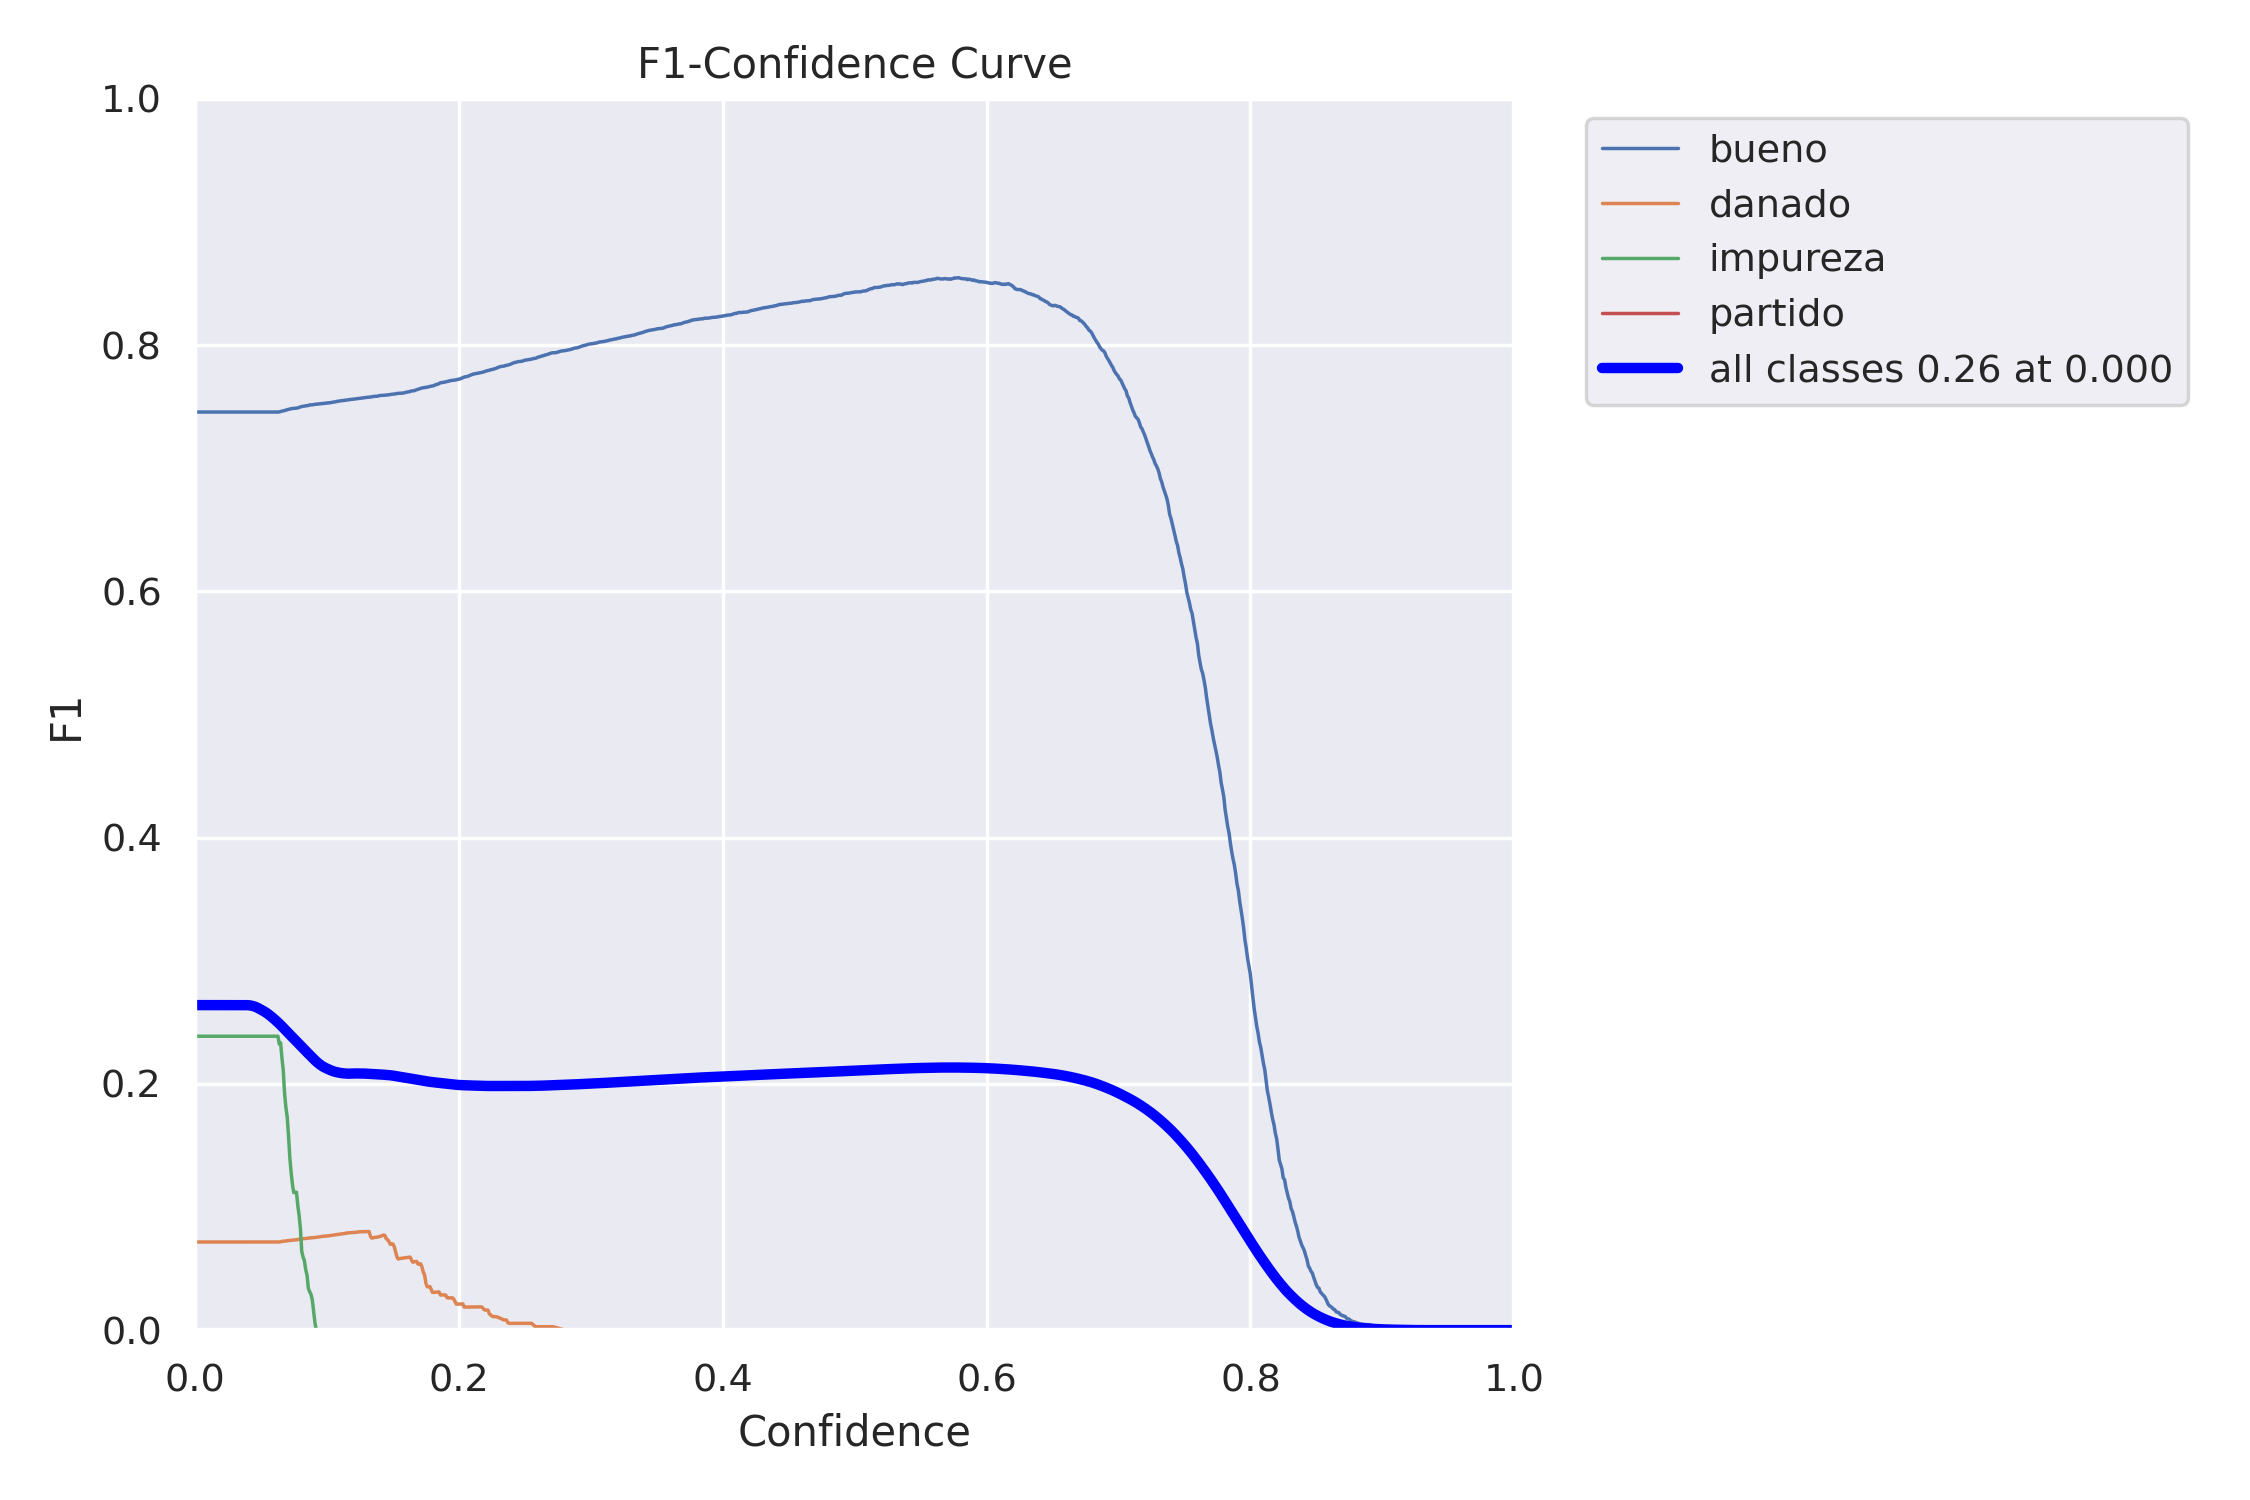 F1-Confidence Curve
1.0
0.8
0.6
0.4
0.2
0.0
F1
0.0 0.2 0.4 0.6 0.8 1.0
Confidence
bueno
danado
impureza
partido
all classes 0.26 at 0.000